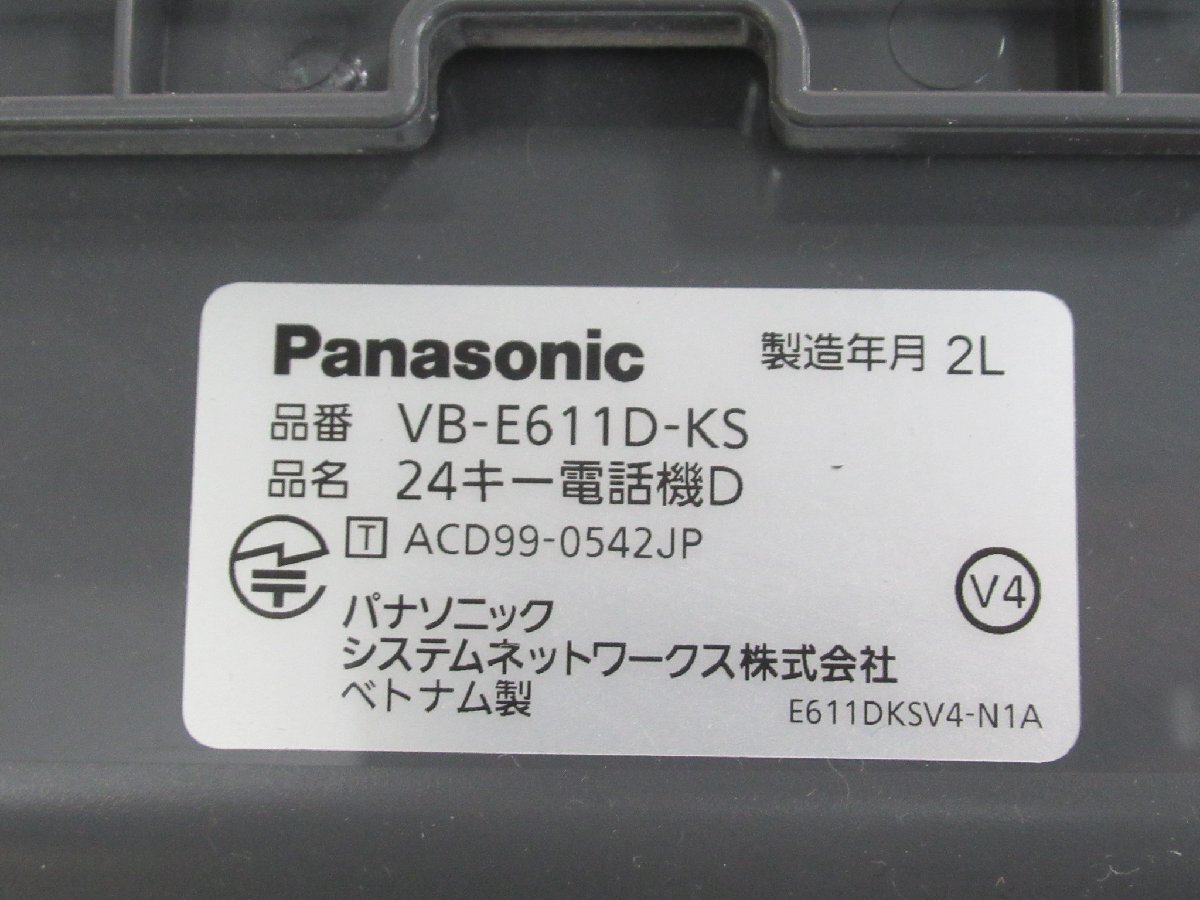 Panasonic 製造年月 2L
品番 VB-E611D-KS
品名 24キー電話機D
T ACD99-0542JP
V4
パナソニック
システムネットワークス株式会社
ベトナム製
E611DKSV4-N1A